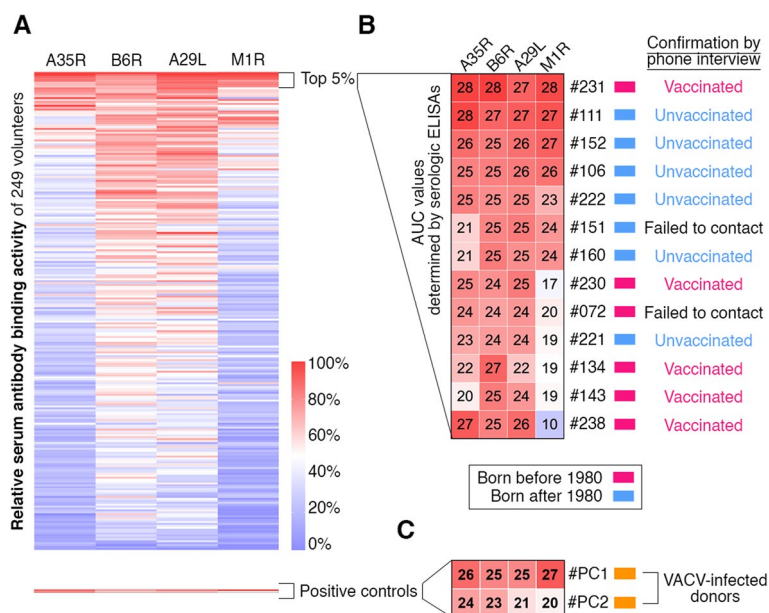 A
A35R B6R A29L M1R
Top 5%
Relative serum antibody binding activity of 249 volunteers
100%
80%
60%
40%
20%
0%
Positive controls
B
A35R B6R A29L M1R
Confirmation by
phone interview
AUC values
determined by serologic ELISAs
28 28 27 28 #231 Vaccinated
28 27 27 27 #111 Unvaccinated
26 25 26 27 #152 Unvaccinated
25 25 26 26 #106 Unvaccinated
25 25 25 23 #222 Unvaccinated
21 25 25 24 #151 Failed to contact
21 25 25 24 #160 Unvaccinated
25 24 25 17 #230 Vaccinated
24 24 24 20 #072 Failed to contact
23 24 24 19 #221 Unvaccinated
22 27 22 19 #134 Vaccinated
20 25 24 19 #143 Vaccinated
27 25 26 10 #238 Vaccinated
Born before 1980
Born after 1980
C
26 25 25 27 #PC1
24 23 21 20 #PC2
VACV-infected
donors